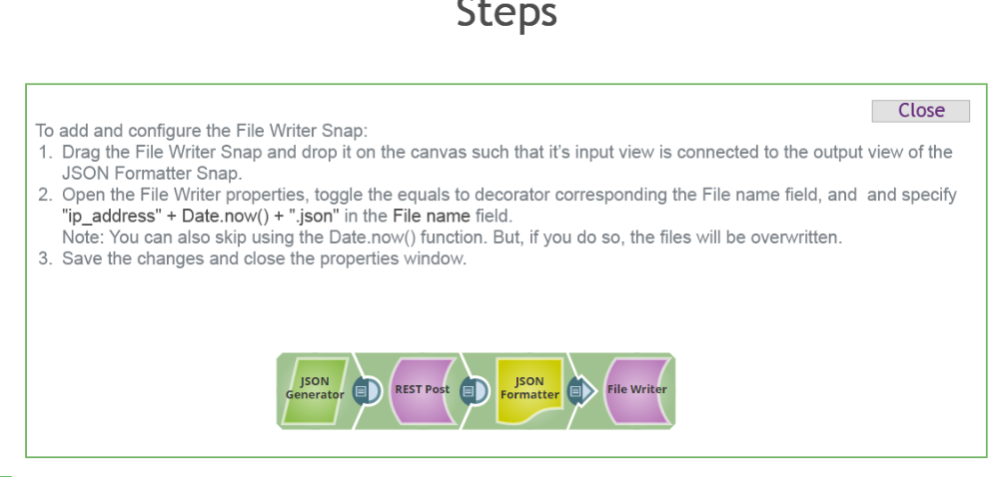 Steps
Close
To add and configure the File Writer Snap:
1. Drag the File Writer Snap and drop it on the canvas such that it's input view is connected to the output view of the
JSON Formatter Snap.
2. Open the File Writer properties, toggle the equals to decorator corresponding the File name field, and  and specify
"ip_address" + Date.now() + ".json" in the File name field.
Note: You can also skip using the Date.now() function. But, if you do so, the files will be overwritten.
3. Save the changes and close the properties window.
JSON
Generator
REST Post
JSON
Formatter
File Writer